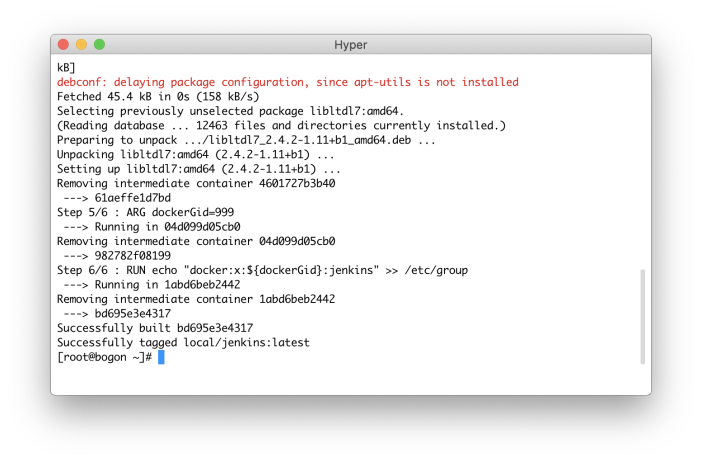 Hyper
kB]
debconf: delaying package configuration, since apt-utils is not installed
Fetched 45.4 kB in 0s (158 kB/s)
Selecting previously unselected package libltdl7:amd64.
(Reading database ... 12463 files and directories currently installed.)
Preparing to unpack .../libltdl7_2.4.2-1.11+b1_amd64.deb ...
Unpacking libltdl7:amd64 (2.4.2-1.11+b1) ...
Setting up libltdl7:amd64 (2.4.2-1.11+b1) ...
Removing intermediate container 4601727b3b40
 ---> 61aeffe1d7bd
Step 5/6 : ARG dockerGid=999
 ---> Running in 04d099d05cb0
Removing intermediate container 04d099d05cb0
 ---> 982782f08199
Step 6/6 : RUN echo "docker:x:${dockerGid}:jenkins" >> /etc/group
 ---> Running in 1abd6beb2442
Removing intermediate container 1abd6beb2442
 ---> bd695e3e4317
Successfully built bd695e3e4317
Successfully tagged local/jenkins:latest
[root@bogon ~]#